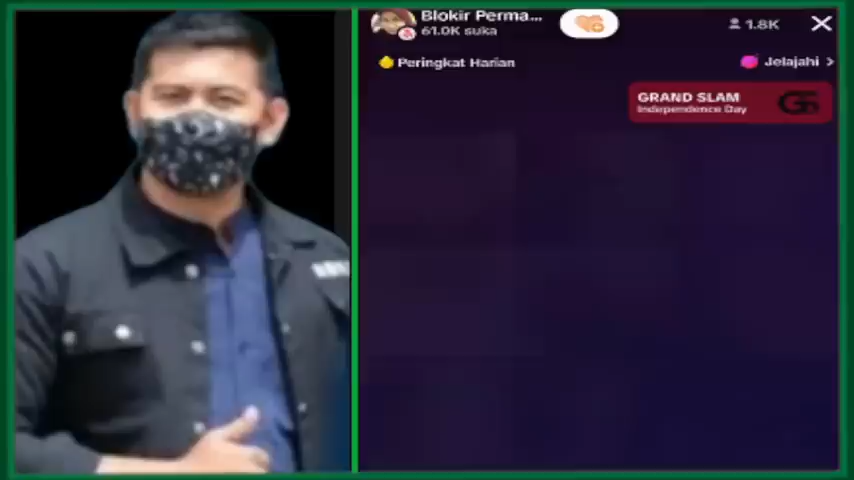 Blokir Perma...
61.0K suka
1.8K
Peringkat Harian
Jelajahi >
GRAND SLAM
Independence Day